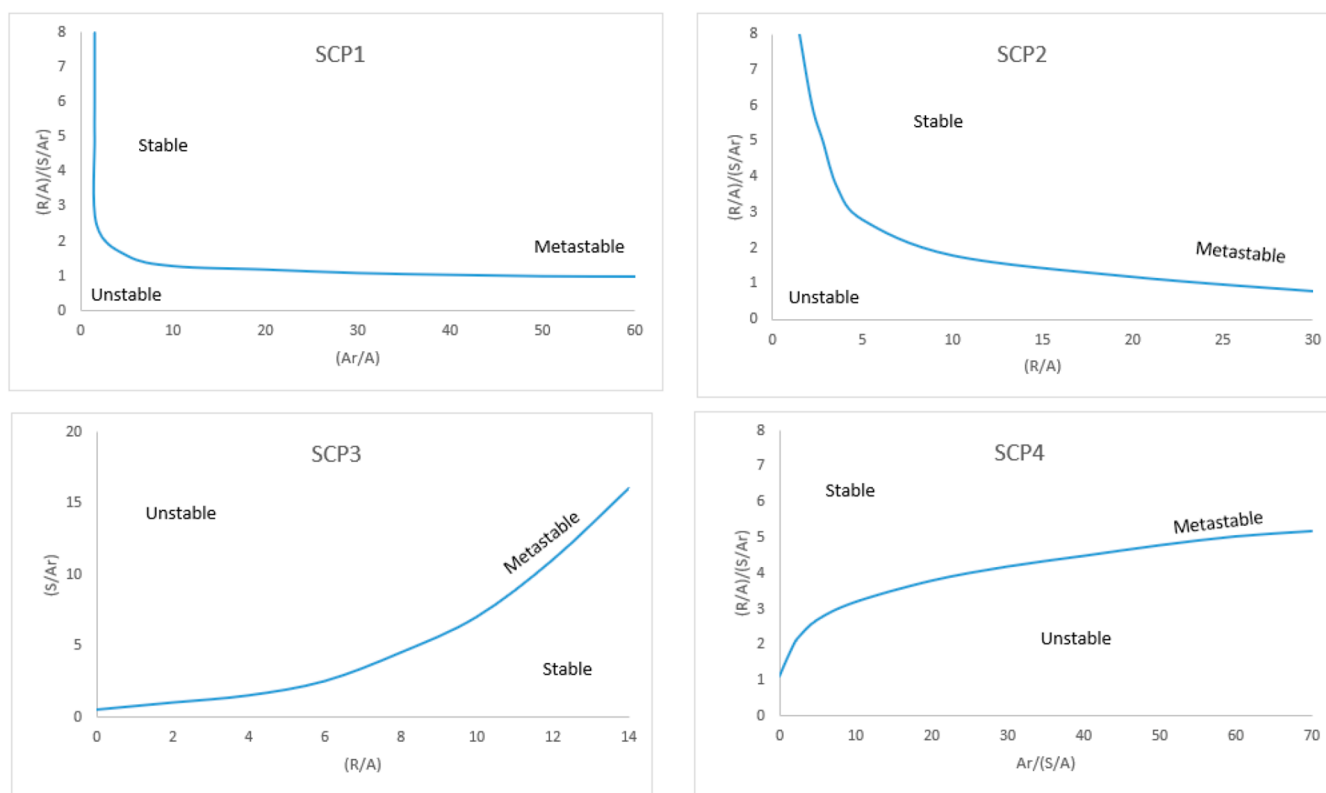 SCP1
8
7
6
5
4
3
2
1
0
(R/A)/(S/Ar)
Stable
Metastable
Unstable
0 10 20 30 40 50 60
(Ar/A)
SCP2
8
7
6
5
4
3
2
1
0
(R/A)/(S/Ar)
Stable
Metastable
Unstable
0 5 10 15 20 25 30
(R/A)
SCP3
20
15
10
5
0
(S/Ar)
Unstable
Metastable
Stable
0 2 4 6 8 10 12 14
(R/A)
SCP4
8
7
6
5
4
3
2
1
0
(R/A)/(S/Ar)
Stable
Metastable
Unstable
0 10 20 30 40 50 60 70
Ar/(S/A)